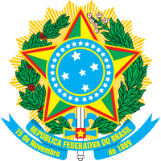 REPÚBLICA FEDERATIVA DO BRASIL
15 de Novembro
de 1889